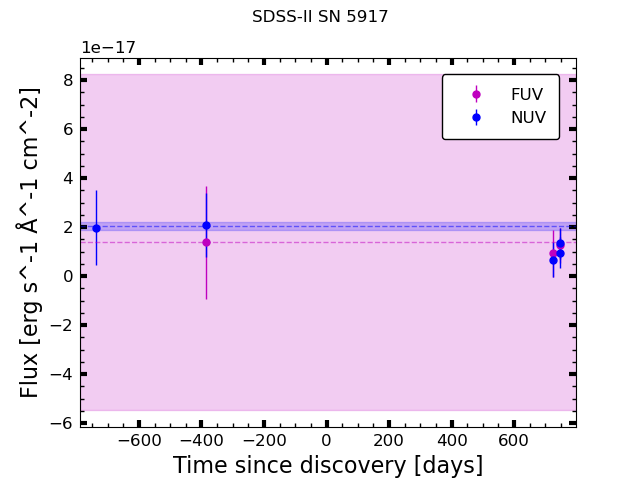 SDSS-II SN 5917
1e−17
FUV
NUV
8
6
4
2
0
−2
−4
−6
Flux [erg s^-1 Å^-1 cm^-2]
−600 −400 −200 0 200 400 600
Time since discovery [days]